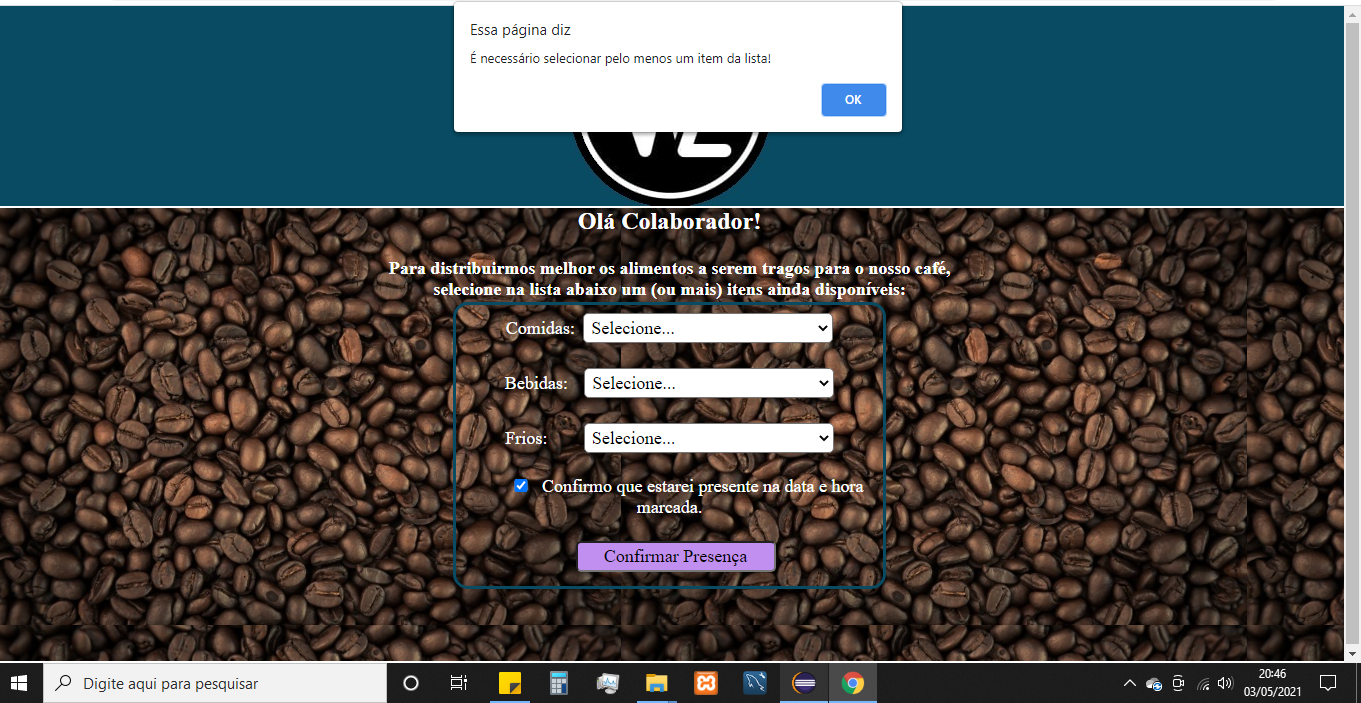 Essa página diz
É necessário selecionar pelo menos um item da lista!
OK
Olá Colaborador!
Para distribuirmos melhor os alimentos a serem tragos para o nosso café,
selecione na lista abaixo um (ou mais) itens ainda disponíveis:
Comidas: Selecione...
Bebidas: Selecione...
Frios: Selecione...
Confirmo que estarei presente na data e hora
marcada.
Confirmar Presença
Digite aqui para pesquisar
20:46
03/05/2021